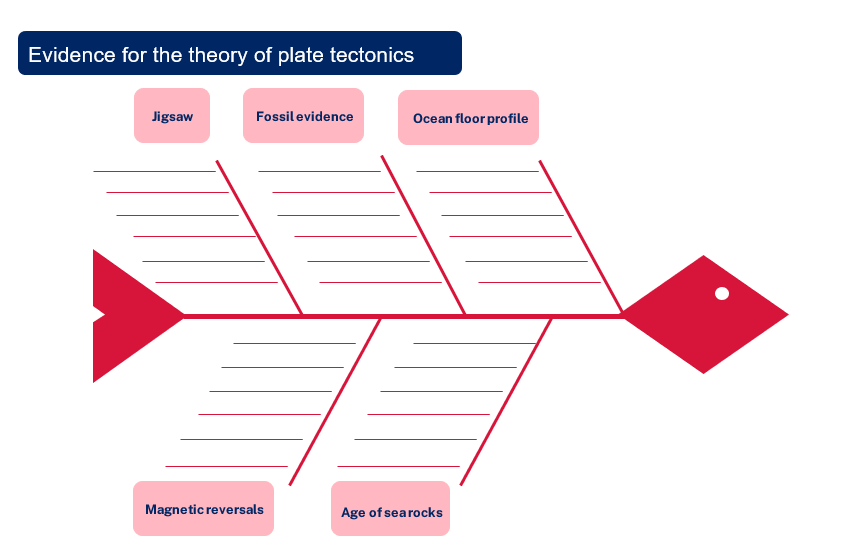 Evidence for the theory of plate tectonics
Jigsaw
Fossil evidence
Ocean floor profile
Magnetic reversals
Age of sea rocks